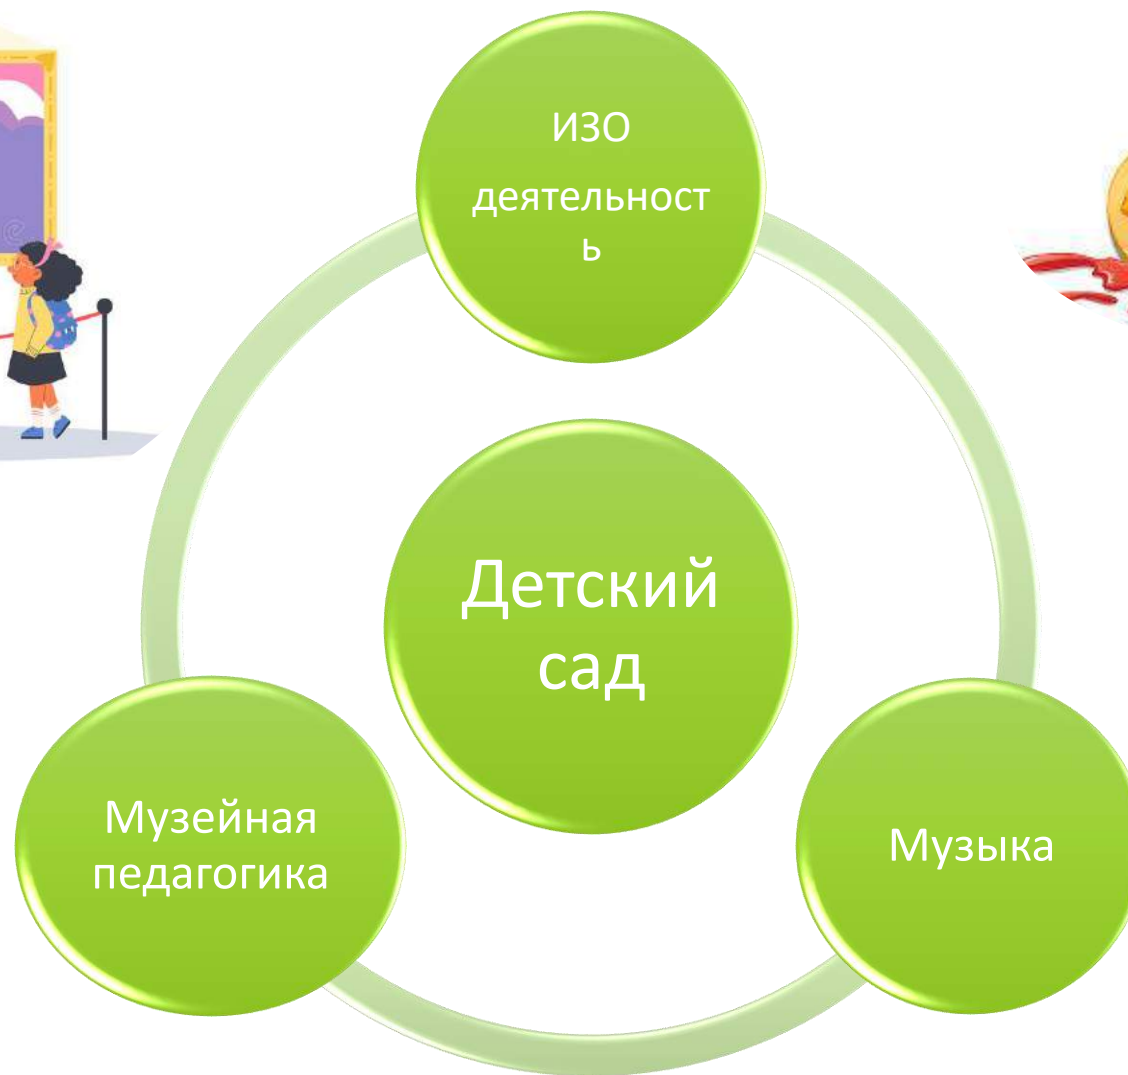 ИЗО
деятельност
ь
Детский
сад
Музейная
педагогика
Музыка